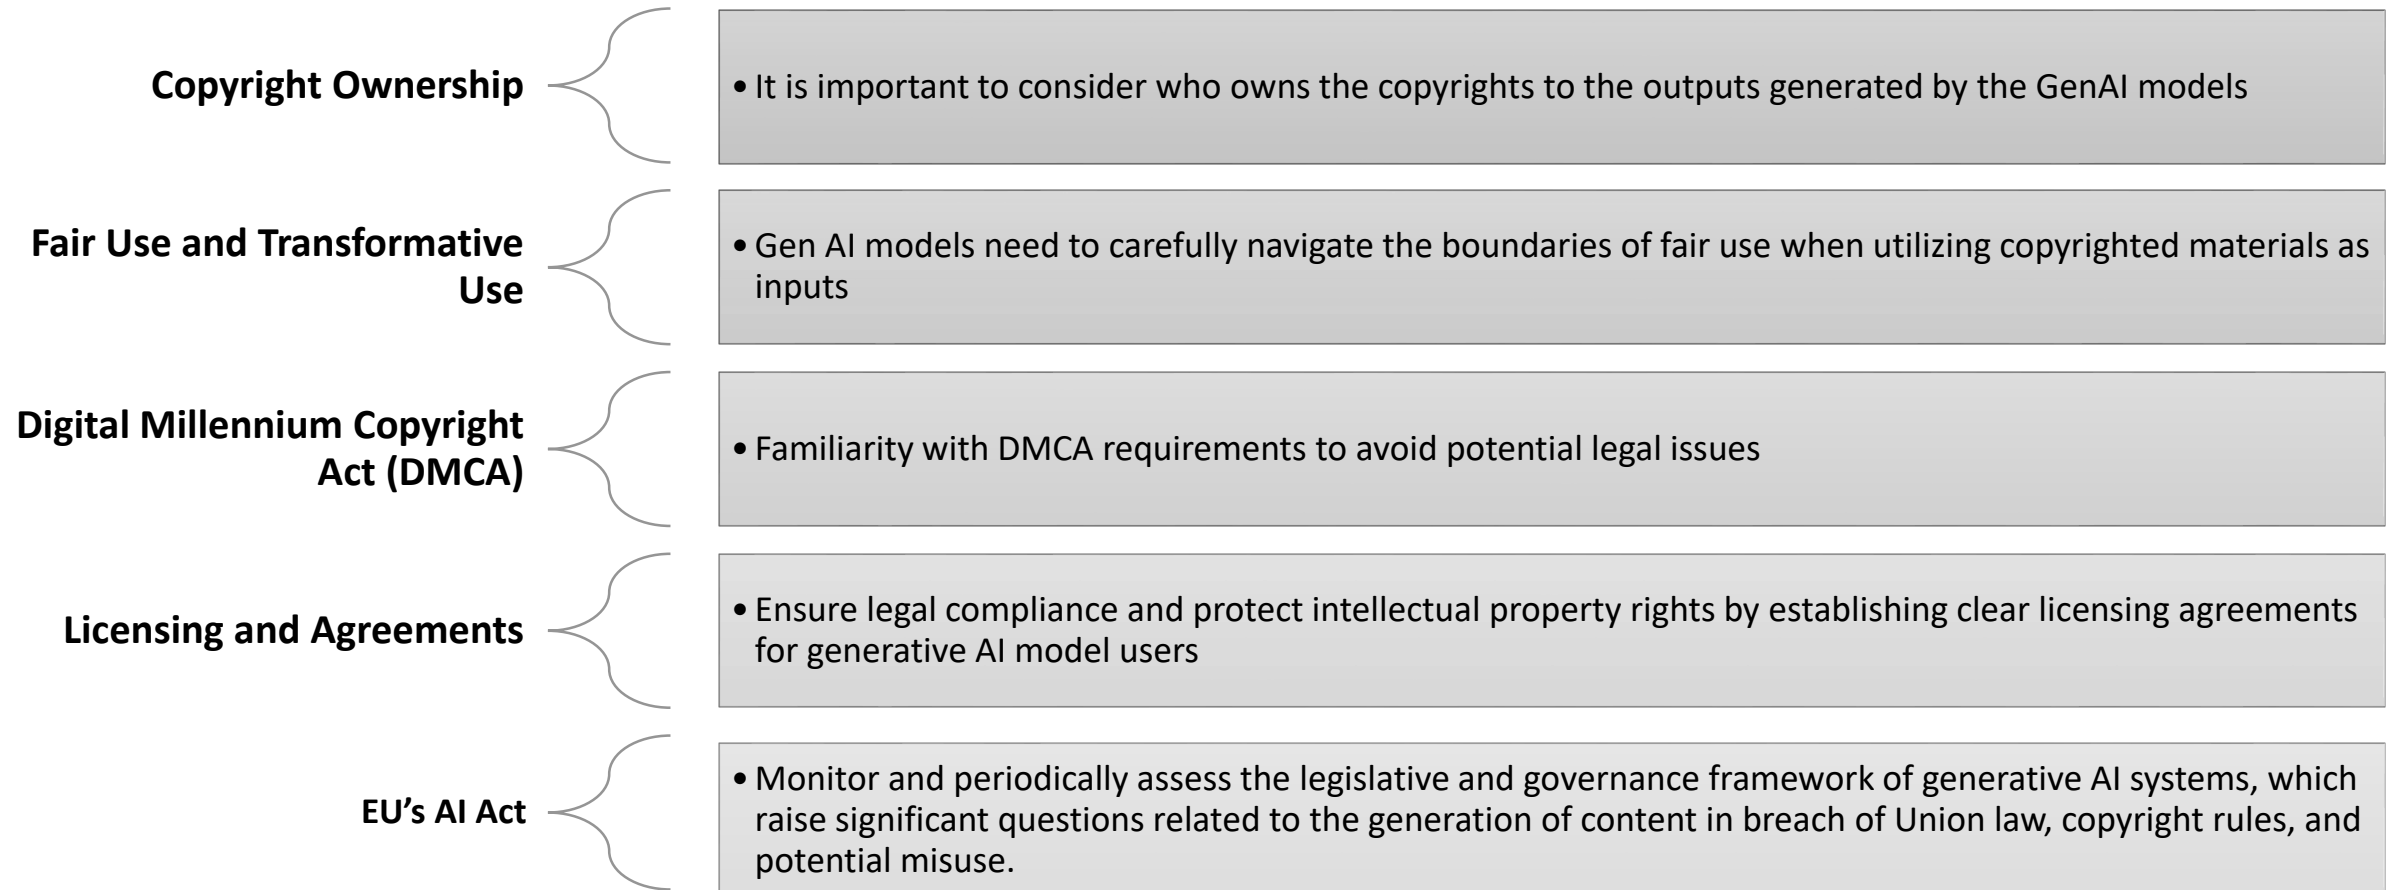 Copyright Ownership
• It is important to consider who owns the copyrights to the outputs generated by the GenAI models
Fair Use and Transformative
Use
• Gen AI models need to carefully navigate the boundaries of fair use when utilizing copyrighted materials as
inputs
Digital Millennium Copyright
Act (DMCA)
• Familiarity with DMCA requirements to avoid potential legal issues
Licensing and Agreements
• Ensure legal compliance and protect intellectual property rights by establishing clear licensing agreements
for generative AI model users
EU's AI Act
• Monitor and periodically assess the legislative and governance framework of generative AI systems, which
raise significant questions related to the generation of content in breach of Union law, copyright rules, and
potential misuse.